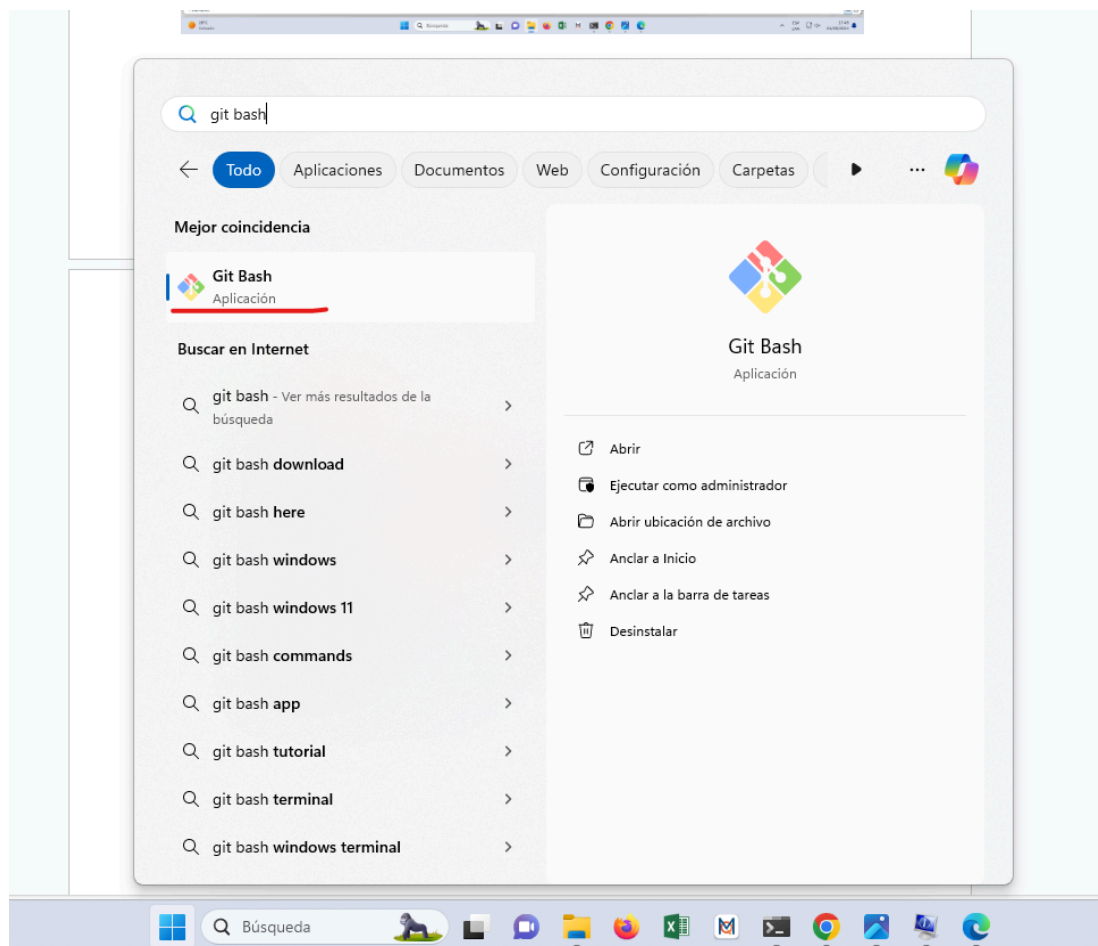 Búsqueda
git bash
Todo Aplicaciones Documentos Web Configuración Carpetas ...
Mejor coincidencia
Git Bash
Aplicación
Buscar en Internet
git bash - Ver más resultados de la
búsqueda
git bash download
git bash here
git bash windows
git bash windows 11
git bash commands
git bash app
git bash tutorial
git bash terminal
git bash windows terminal
Git Bash
Aplicación
Abrir
Ejecutar como administrador
Abrir ubicación de archivo
Anclar a Inicio
Anclar a la barra de tareas
Desinstalar
Búsqueda